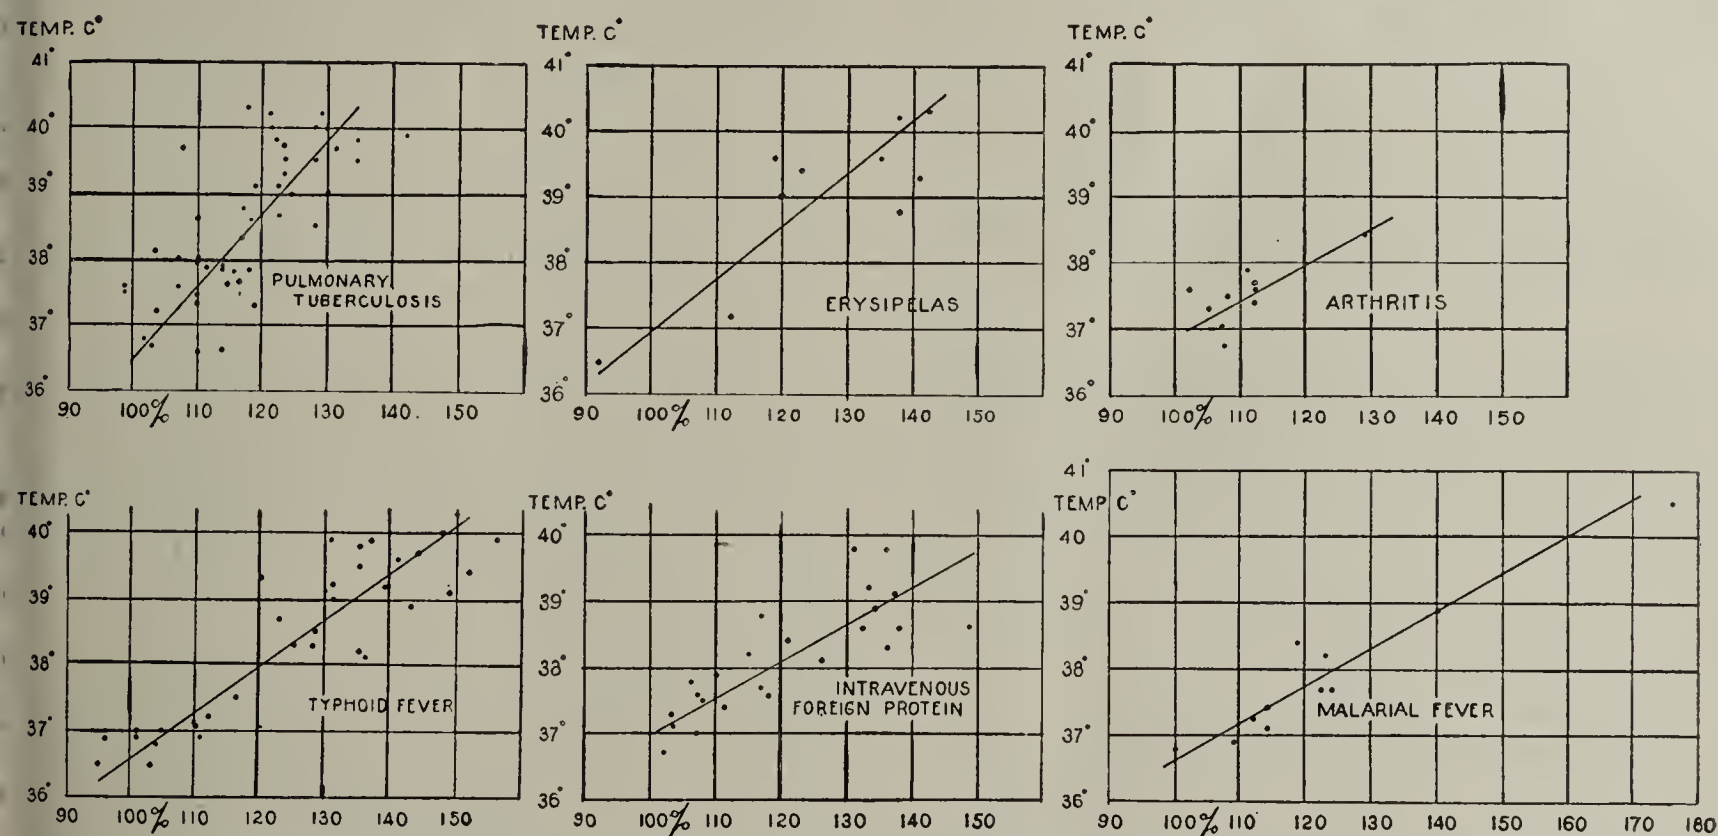 TEMP. C°
41°
40°
39°
38°
37°
36°
90 100% 110 120 130 140. 150
PULMONARY
TUBERCULOSIS
TEMP. C°
41°
40°
39°
38°
37°
36°
90 100% 110 120 130 140 150
ERYSIPELAS
TEMP. C°
41°
40°
39°
38°
37°
36°
90 100% 110 120 130 140 150
ARTHRITIS
TEMP. C°
40°
39°
38°
37°
36°
90 100% 110 120 130 140 150
TYPHOID FEVER
TEMP. C°
40°
39°
38°
37°
36°
90 100% 110 120 130 140 150
INTRAVENOUS
FOREIGN PROTEIN
41°
TEMP C°
40°
39°
38°
37°
36°
90 100% 110 120 130 140 150 160 170 180
MALARIAL FEVER